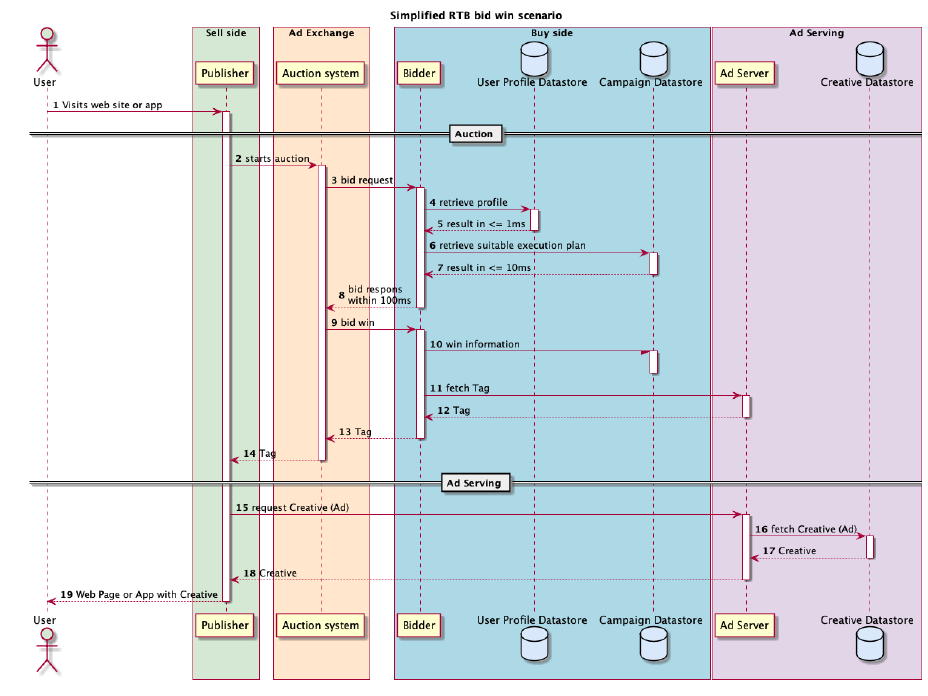 Simplified RTB bid win scenario
Sell side
Ad Exchange
Buy side
Ad Serving
User
Publisher
Auction system
Bidder
User Profile Datastore
Campaign Datastore
Ad Server
Creative Datastore
1 Visits web site or app
Auction
2 starts auction
3 bid request
4 retrieve profile
5 result in <= 1ms
6 retrieve suitable execution plan
7 result in <= 10ms
8 bid respons
within 100ms
9 bid win
10 win information
11 fetch Tag
12 Tag
13 Tag
14 Tag
Ad Serving
15 request Creative (Ad)
16 fetch Creative (Ad)
17 Creative
18 Creative
19 Web Page or App with Creative
User
Publisher
Auction system
Bidder
User Profile Datastore
Campaign Datastore
Ad Server
Creative Datastore